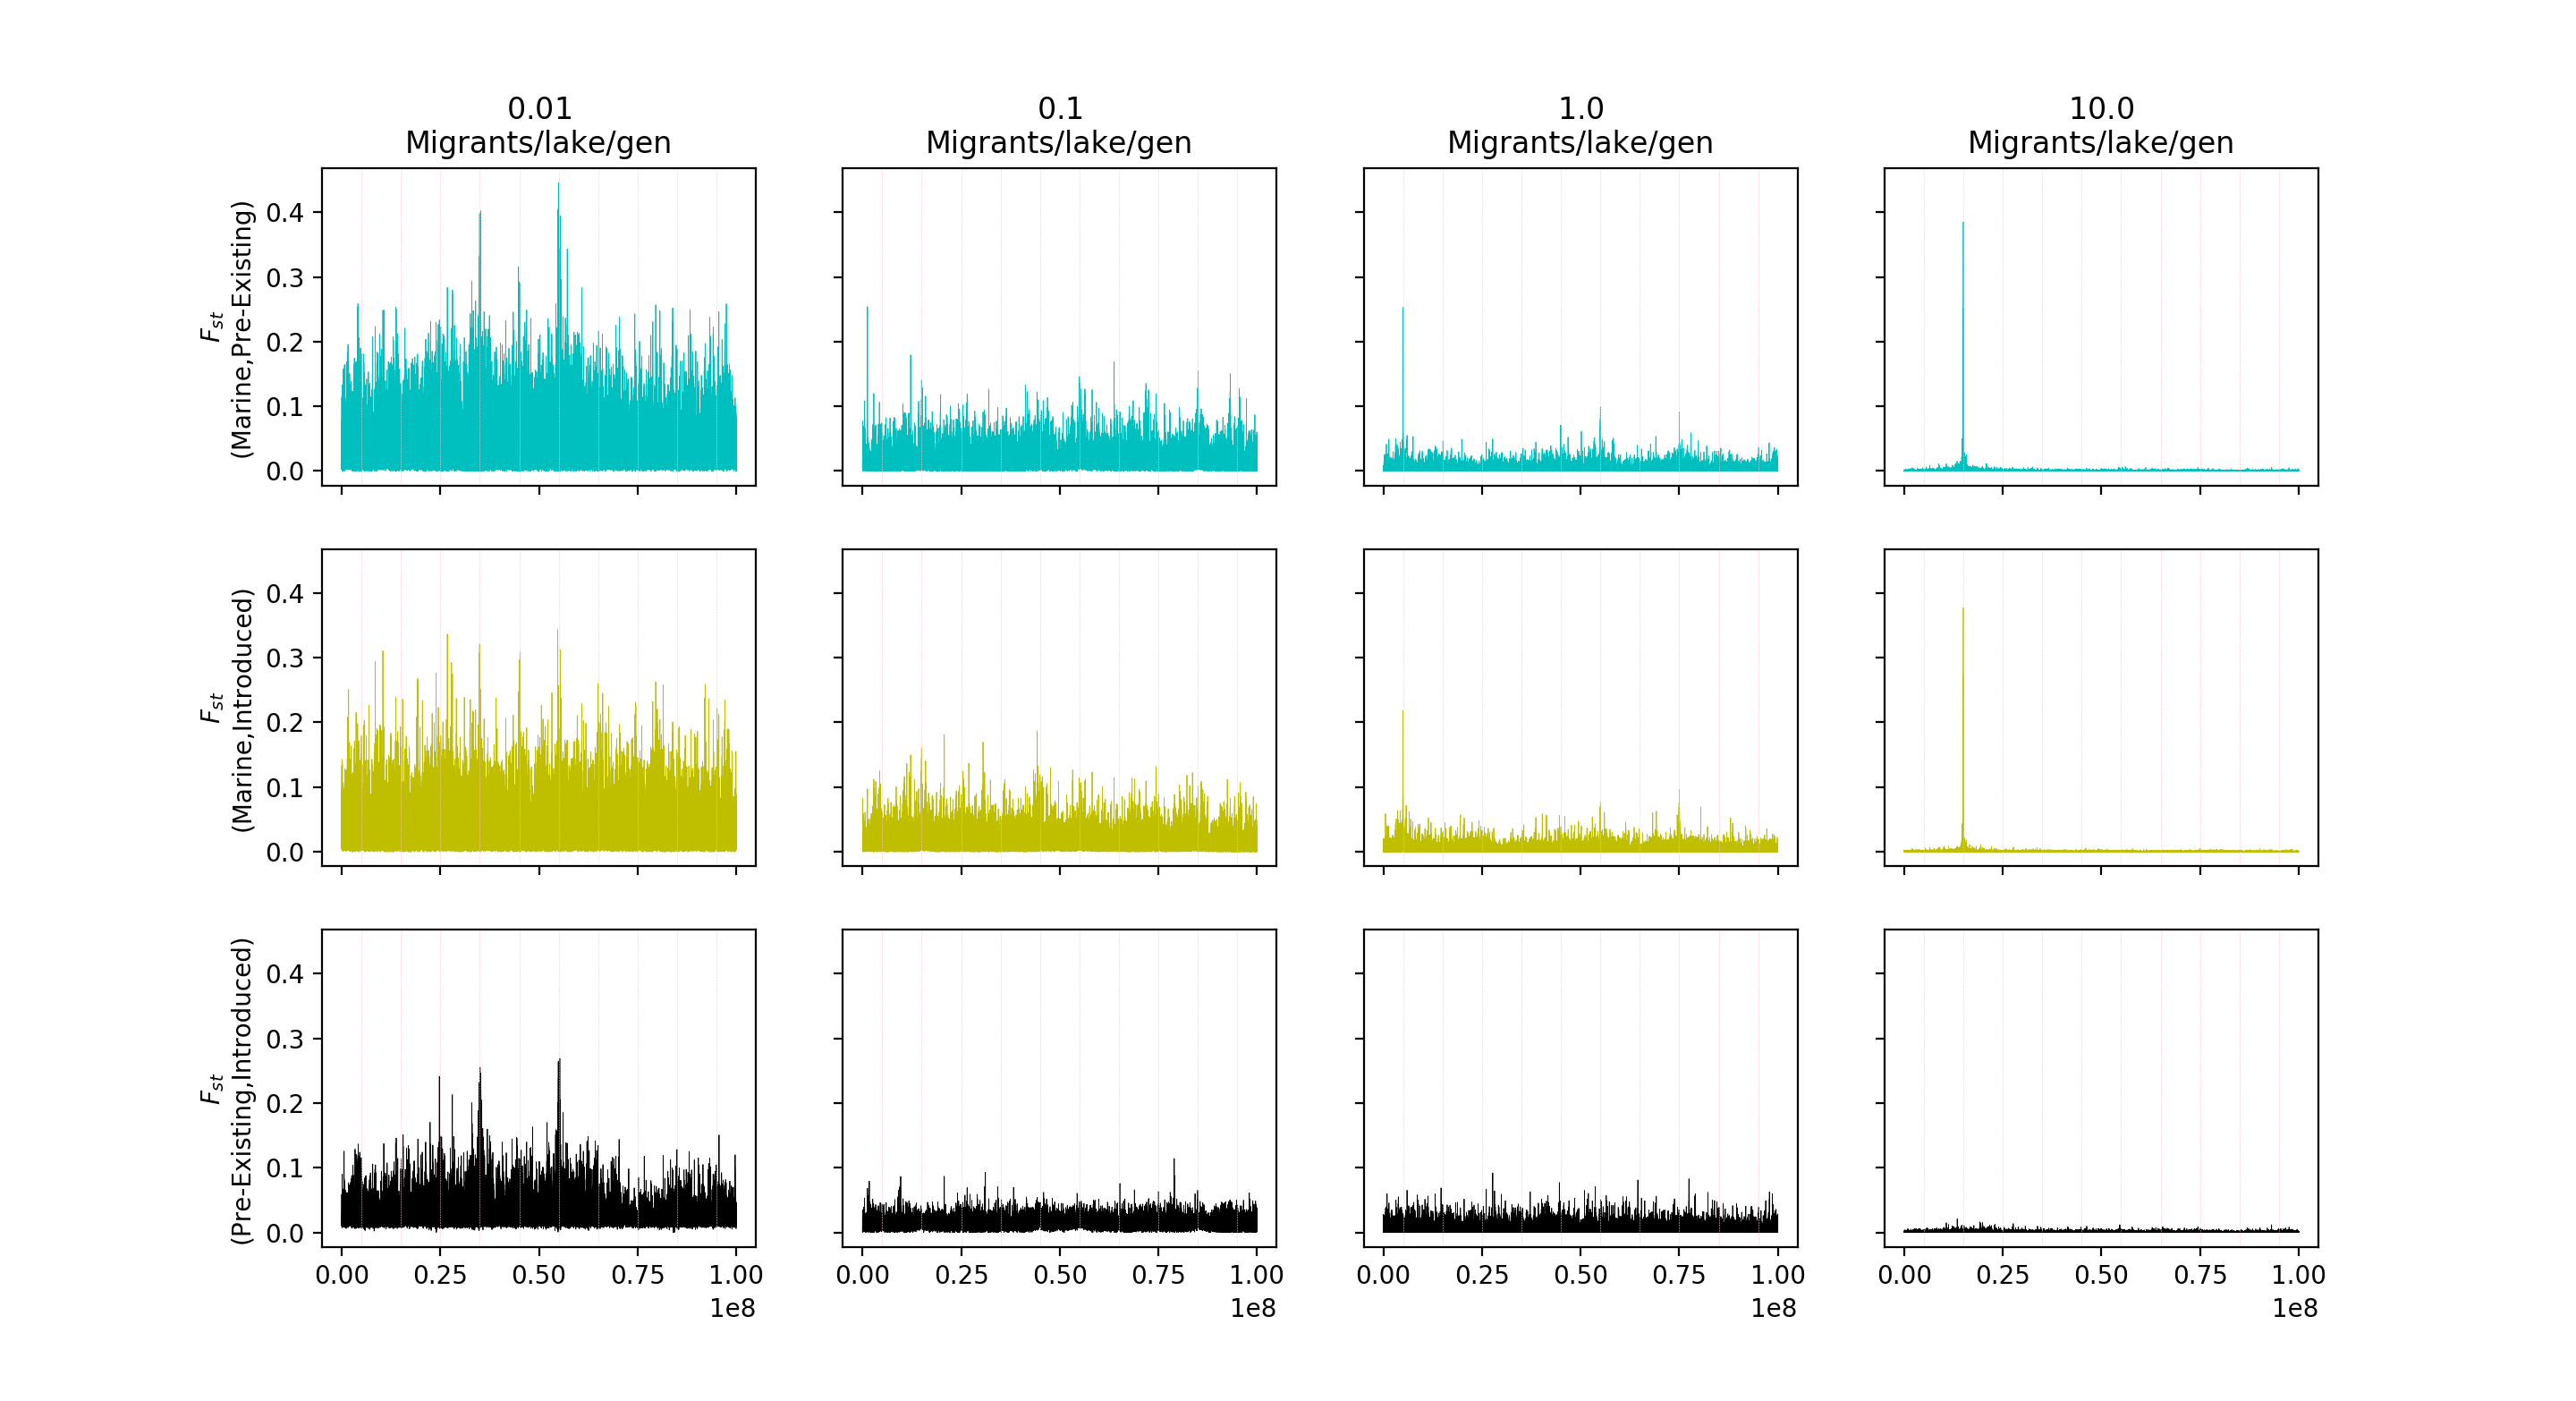 0.01
Migrants/lake/gen
0.1
Migrants/lake/gen
1.0
Migrants/lake/gen
10.0
Migrants/lake/gen
F_st
(Marine,Pre-Existing)
0.4
0.3
0.2
0.1
0.0
F_st
(Marine,Introduced)
0.4
0.3
0.2
0.1
0.0
F_st
(Pre-Existing,Introduced)
0.4
0.3
0.2
0.1
0.0
0.00 0.25 0.50 0.75 1.00
1e8
0.00 0.25 0.50 0.75 1.00
1e8
0.00 0.25 0.50 0.75 1.00
1e8
0.00 0.25 0.50 0.75 1.00
1e8